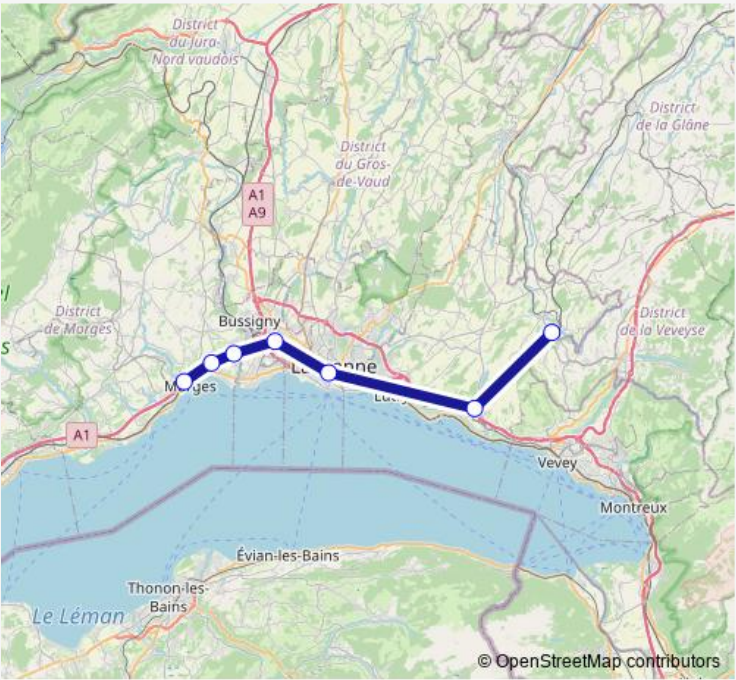 District
du Jura-
Nord vaudois
District
de la Glâne
District
du Gros-
de-Vaud
A1
A9
District
de Morges
Bussigny
District
de la Veveyse
Morges
A1
Vevey
Montreux
Évian-les-Bains
Thonon-les-
Bains
Le Léman
© OpenStreetMap contributors